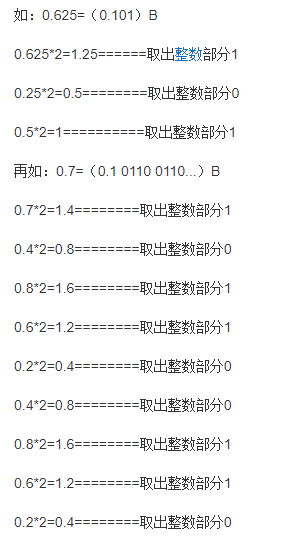 如：0.625=（0.101）B
0.625*2=1.25======取出整数部分1
0.25*2=0.5========取出整数部分0
0.5*2=1==========取出整数部分1
再如：0.7=（0.1 0110 0110...）B
0.7*2=1.4========取出整数部分1
0.4*2=0.8========取出整数部分0
0.8*2=1.6========取出整数部分1
0.6*2=1.2========取出整数部分1
0.2*2=0.4========取出整数部分0
0.4*2=0.8========取出整数部分0
0.8*2=1.6========取出整数部分1
0.6*2=1.2========取出整数部分1
0.2*2=0.4========取出整数部分0